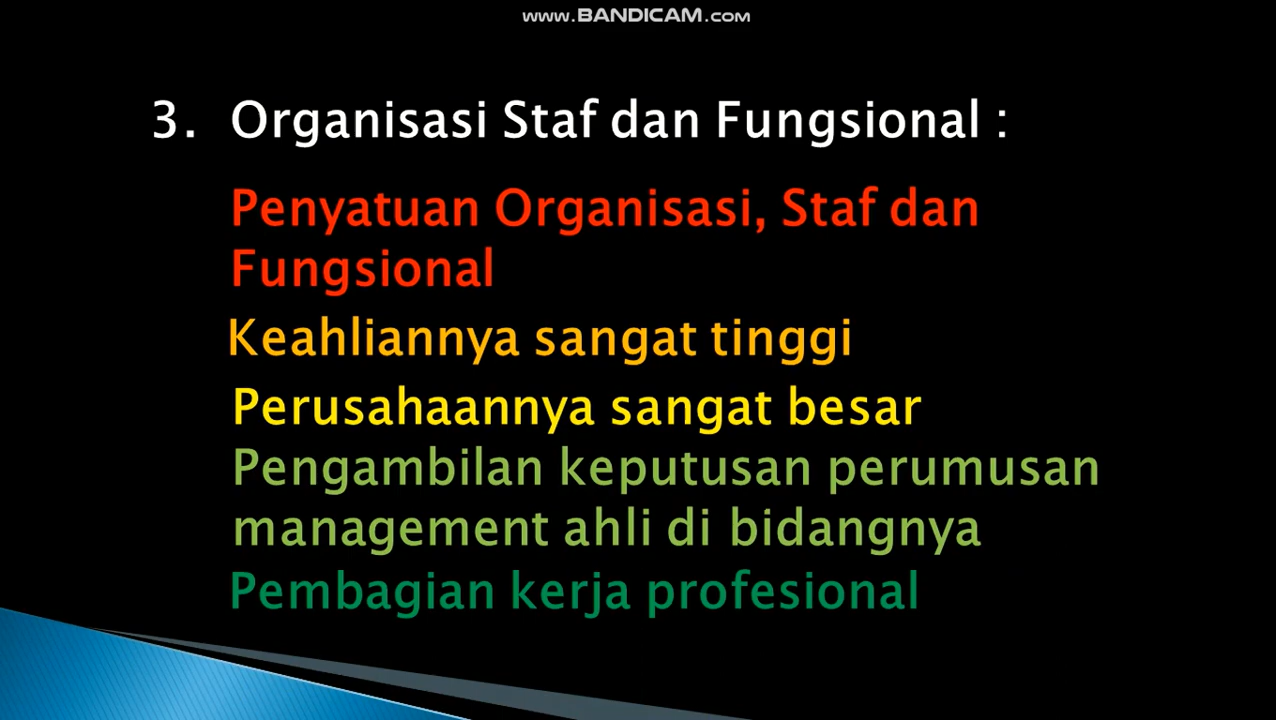 www.BANDICAM.com
3. Organisasi Staf dan Fungsional :
Penyatuan Organisasi, Staf dan
Fungsional
Keahliannya sangat tinggi
Perusahaannya sangat besar
Pengambilan keputusan perumusan
management ahli di bidangnya
Pembagian kerja profesional